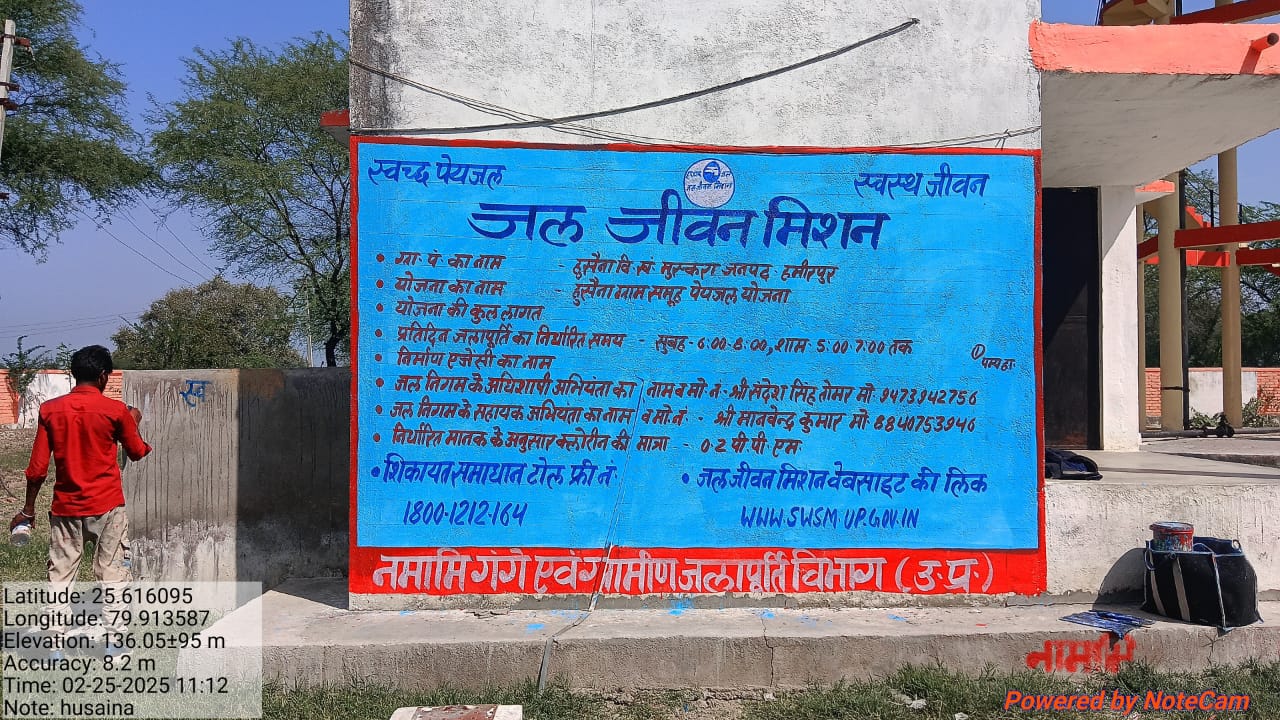 स्वच्छ पेयजल
स्वस्थ जीवन
जल जीवन मिशन
• ग्रा. पं. का नाम - हुसैना वि. खं. मुस्करा जनपद हमीरपुर
• योजना का नाम - हुसैना ग्राम समूह पेयजल योजना
• योजना की कुल लागत
• प्रतिदिन जलापूर्ति का निर्धारित समय - सुबह-6:00-8:00, शाम-5:00-7:00 तक
• निर्माण एजेंसी का नाम
• जल निगम के अधिशाषी अभियंता का नाम व मो. नं.- श्री संदेश सिंह तोमर मो. 9473942756
• जल निगम के सहायक अभियंता का नाम व मो. नं. - श्री मानवेन्द्र कुमार मो. 8840753946
• निर्धारित मानक के अनुसार क्लोरीन की मात्रा - 0.2 पी. पी. एम.
• शिकायत समाधान टोल फ्री नं.
1800-1212-164
• जल जीवन मिशन वेबसाइट की लिंक
WWW.SWSM UP.GOV.IN
नमामि गंगे एवं ग्रामीण जलापूर्ति विभाग (उ.प्र.)
स्व
नामामि
Latitude: 25.616095
Longitude: 79.913587
Elevation: 136.05±95 m
Accuracy: 8.2 m
Time: 02-25-2025 11:12
Note: husaina
Powered by NoteCam